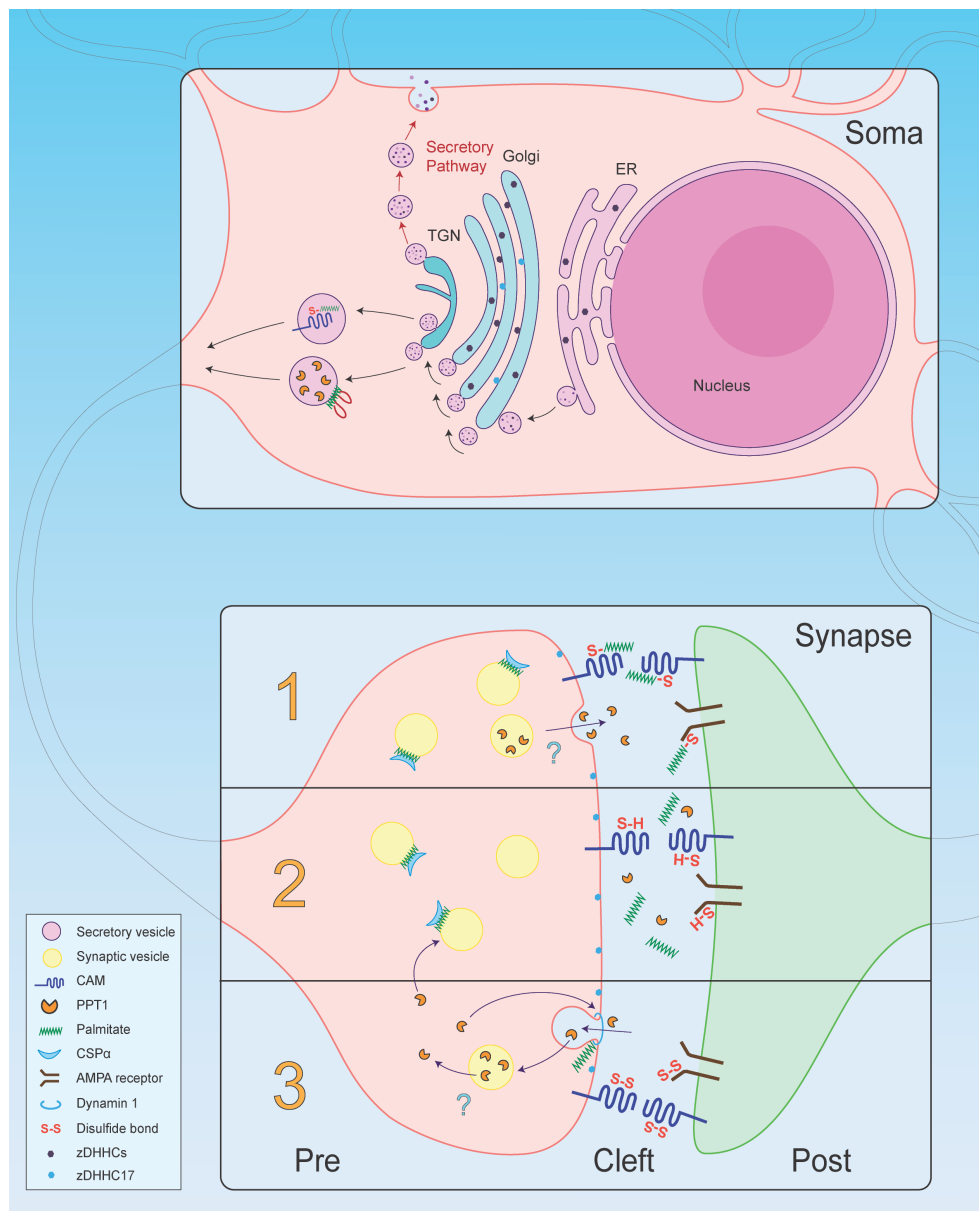 Soma
Secretory
Pathway
Golgi
ER
TGN
S-
Nucleus
Synapse
1
S-
-S
?
-S
2
S-H
H-S
H-S
3
?
S-S
S-S
S-S
Pre
Cleft
Post
Secretory vesicle
Synaptic vesicle
CAM
PPT1
Palmitate
CSPα
AMPA receptor
Dynamin 1
S-S Disulfide bond
zDHHCs
zDHHC17